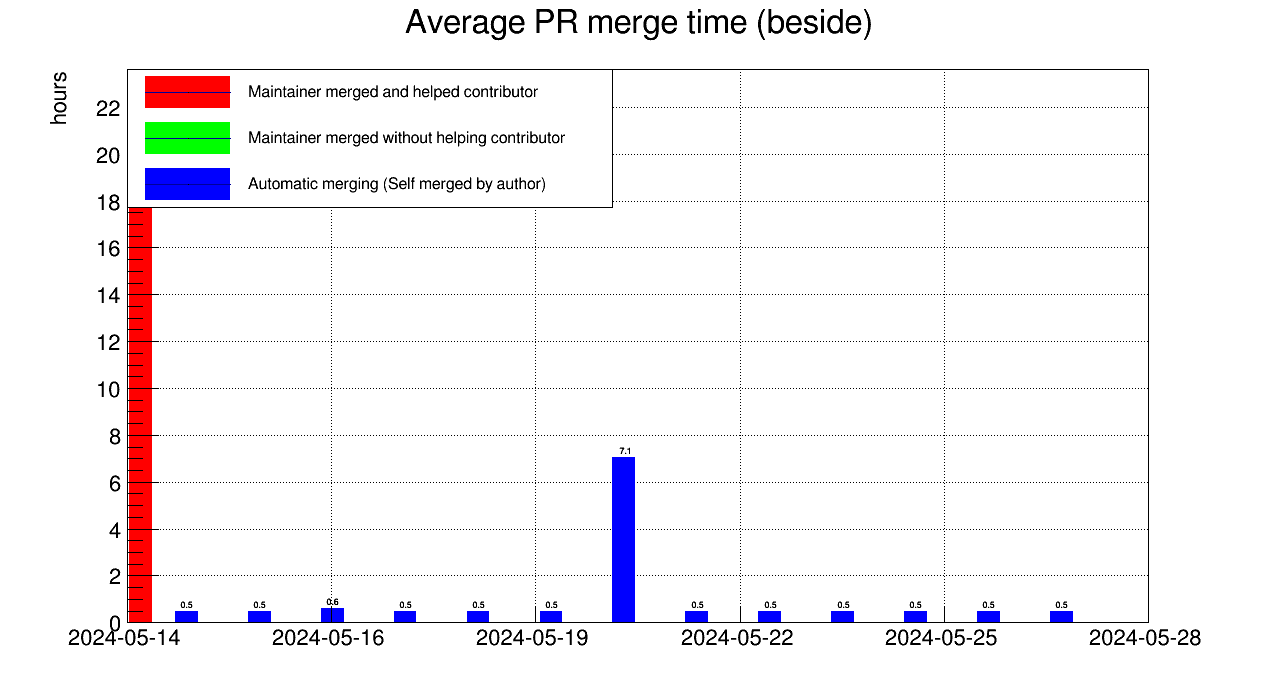 Average PR merge time (beside)
hours
Maintainer merged and helped contributor
Maintainer merged without helping contributor
Automatic merging (Self merged by author)
22
20
18
16
14
12
10
8
6
4
2
0
7.1
0.5 0.5 0.6 0.5 0.5 0.5 0.5 0.5 0.5 0.5 0.5 0.5
2024-05-14 2024-05-16 2024-05-19 2024-05-22 2024-05-25 2024-05-28